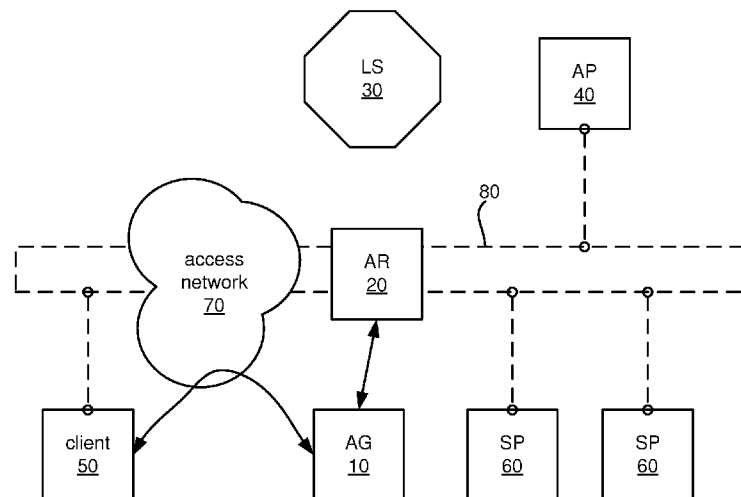 LS
30
AP
40
80
access
network
70
AR
20
client
50
AG
10
SP
60
SP
60